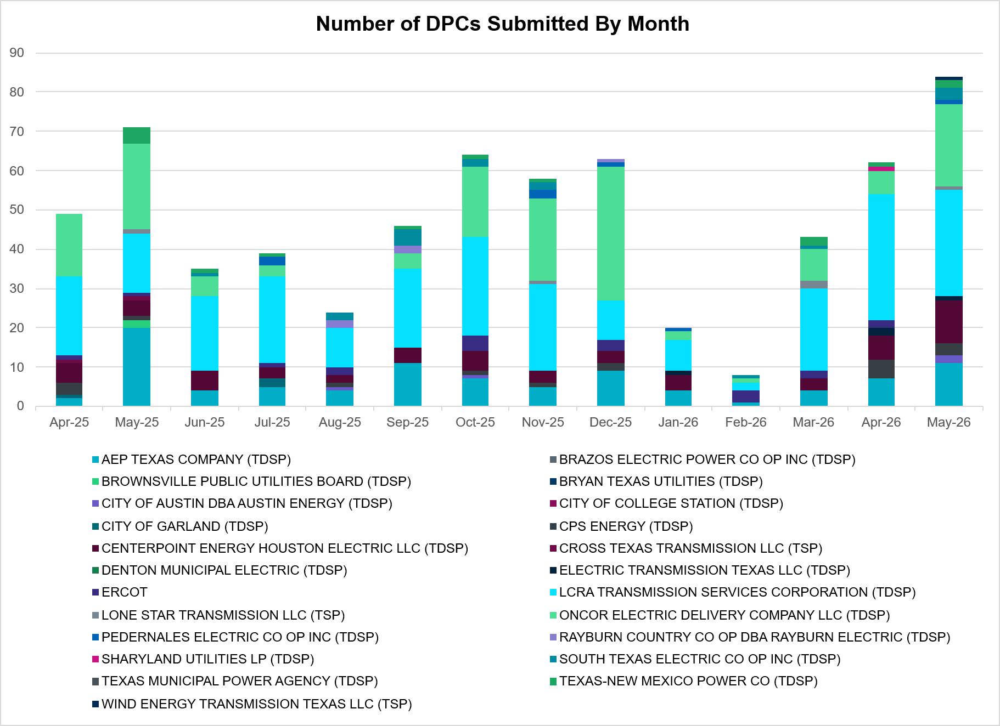 Number of DPCs Submitted By Month
90
80
70
60
50
40
30
20
10
0
Apr-25 May-25 Jun-25 Jul-25 Aug-25 Sep-25 Oct-25 Nov-25 Dec-25 Jan-26 Feb-26 Mar-26 Apr-26 May-26
AEP TEXAS COMPANY (TDSP) BRAZOS ELECTRIC POWER CO OP INC (TDSP)
BROWNSVILLE PUBLIC UTILITIES BOARD (TDSP) BRYAN TEXAS UTILITIES (TDSP)
CITY OF AUSTIN DBA AUSTIN ENERGY (TDSP) CITY OF COLLEGE STATION (TDSP)
CITY OF GARLAND (TDSP) CPS ENERGY (TDSP)
CENTERPOINT ENERGY HOUSTON ELECTRIC LLC (TDSP) CROSS TEXAS TRANSMISSION LLC (TSP)
DENTON MUNICIPAL ELECTRIC (TDSP) ELECTRIC TRANSMISSION TEXAS LLC (TDSP)
ERCOT LCRA TRANSMISSION SERVICES CORPORATION (TDSP)
LONE STAR TRANSMISSION LLC (TSP) ONCOR ELECTRIC DELIVERY COMPANY LLC (TDSP)
PEDERNALES ELECTRIC CO OP INC (TDSP) RAYBURN COUNTRY CO OP DBA RAYBURN ELECTRIC (TDSP)
SHARYLAND UTILITIES LP (TDSP) SOUTH TEXAS ELECTRIC CO OP INC (TDSP)
TEXAS MUNICIPAL POWER AGENCY (TDSP) TEXAS-NEW MEXICO POWER CO (TDSP)
WIND ENERGY TRANSMISSION TEXAS LLC (TSP)